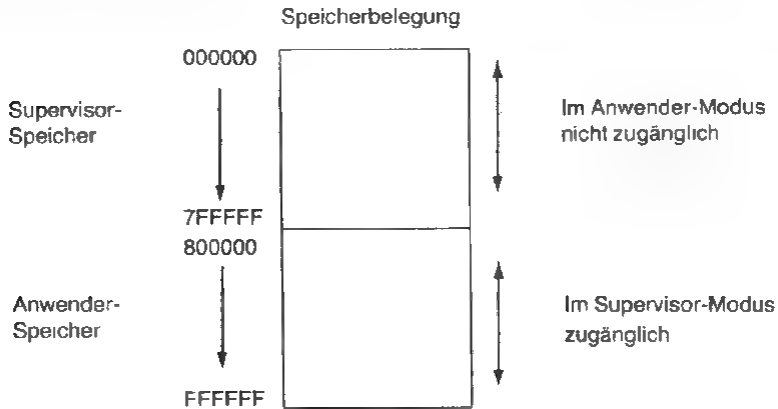 Speicherbelegung
000000
Supervisor-
Speicher
Im Anwender-Modus
nicht zugänglich
7FFFFF
800000
Anwender-
Speicher
Im Supervisor-Modus
zugänglich
FFFFFF